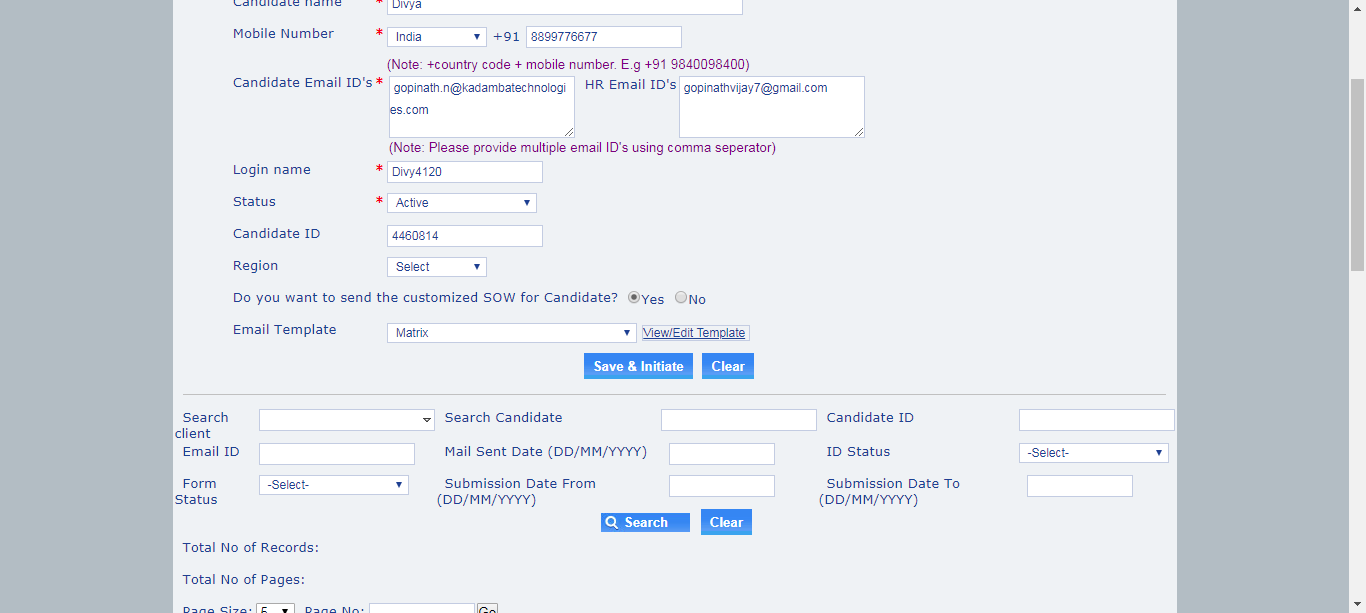 Candidate name * Divya
Mobile Number * India +91 8899776677
(Note: +country code + mobile number. E.g +91 9840098400)
Candidate Email ID's * gopinath.n@kadambatechnologi
es.com
HR Email ID's gopinathvijay7@gmail.com
(Note: Please provide multiple email ID's using comma seperator)
Login name * Divy4120
Status * Active
Candidate ID 4460814
Region Select
Do you want to send the customized SOW for Candidate? Yes No
Email Template Matrix View/Edit Template
Save & Initiate Clear
Search
client
Search Candidate
Candidate ID
Email ID
Mail Sent Date (DD/MM/YYYY)
ID Status -Select-
Form
Status
-Select-
Submission Date From
(DD/MM/YYYY)
Submission Date To
(DD/MM/YYYY)
Search Clear
Total No of Records:
Total No of Pages:
Page Size: 5 Page No: Go